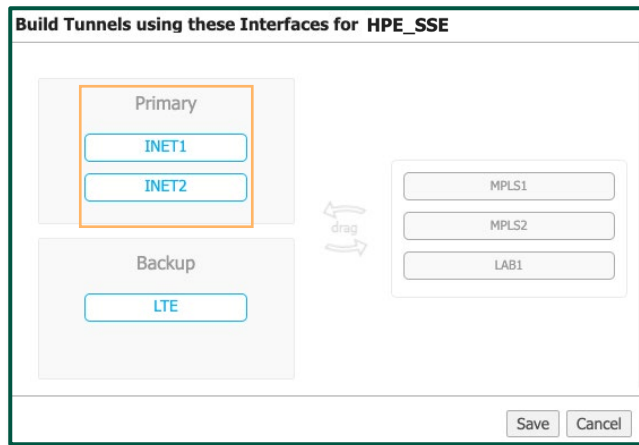 Build Tunnels using these Interfaces for HPE_SSE
Primary
INET1
INET2
Backup
LTE
drag
MPLS1
MPLS2
LAB1
Save
Cancel